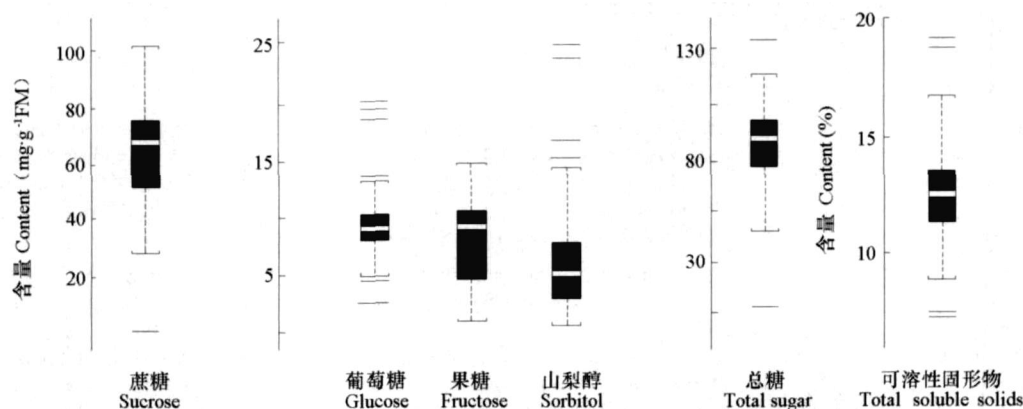 含量 Content (mg·g⁻¹FM)
100
80
60
40
20
25
15
5
130
80
30
含量 Content (%)
20
15
10
蔗糖
Sucrose
葡萄糖
Glucose
果糖
Fructose
山梨醇
Sorbitol
总糖
Total sugar
可溶性固形物
Total soluble solids